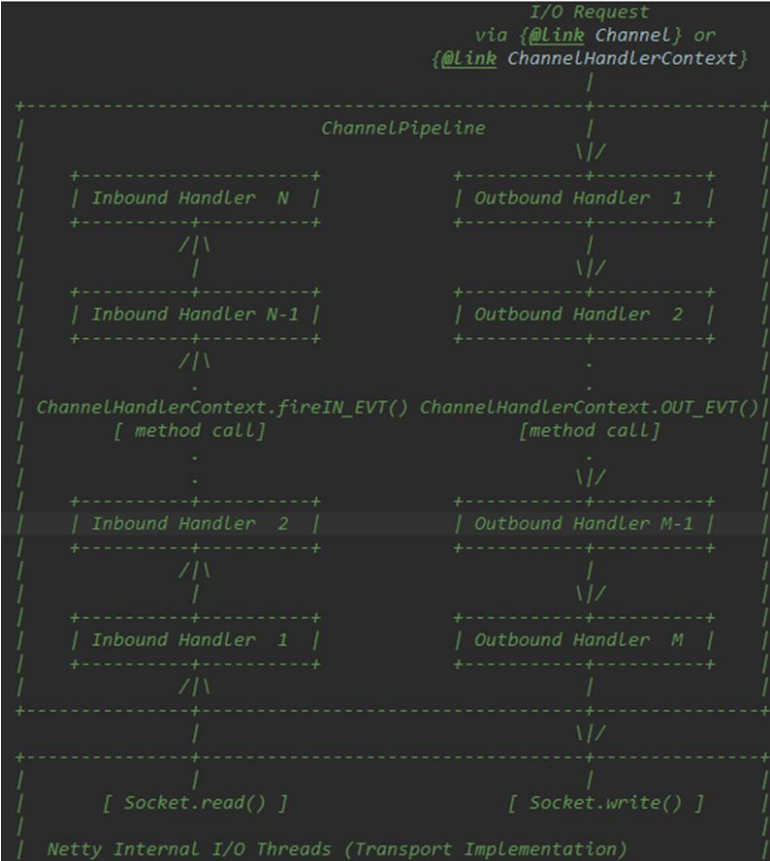 I/O Request
via {@link Channel} or
{@link ChannelHandlerContext}
|
+---------------------------------------------------+---------------+
|                           ChannelPipeline         |               |
|                                                  \|/              |
|    +---------------------+            +-----------+----------+    |
|    | Inbound Handler  N  |            | Outbound Handler  1  |    |
|    +----------+----------+            +-----------+----------+    |
|              /|\                                  |               |
|               |                                  \|/              |
|    +----------+----------+            +-----------+----------+    |
|    | Inbound Handler N-1 |            | Outbound Handler  2  |    |
|    +----------+----------+            +-----------+----------+    |
|              /|\                                  .               |
|               .                                   .               |
| ChannelHandlerContext.fireIN_EVT() ChannelHandlerContext.OUT_EVT()|
|        [ method call]                       [method call]         |
|               .                                   .               |
|               .                                  \|/              |
|    +----------+----------+            +-----------+----------+    |
|    | Inbound Handler  2  |            | Outbound Handler M-1 |    |
|    +----------+----------+            +-----------+----------+    |
|              /|\                                  |               |
|               |                                  \|/              |
|    +----------+----------+            +-----------+----------+    |
|    | Inbound Handler  1  |            | Outbound Handler  M  |    |
|    +----------+----------+            +-----------+----------+    |
|              /|\                                  |               |
+---------------+-----------------------------------+---------------+
|                                  \|/
+---------------+-----------------------------------+---------------+
|               |                                   |               |
|       [ Socket.read() ]                    [ Socket.write() ]     |
|                                                                   |
|  Netty Internal I/O Threads (Transport Implementation)            |